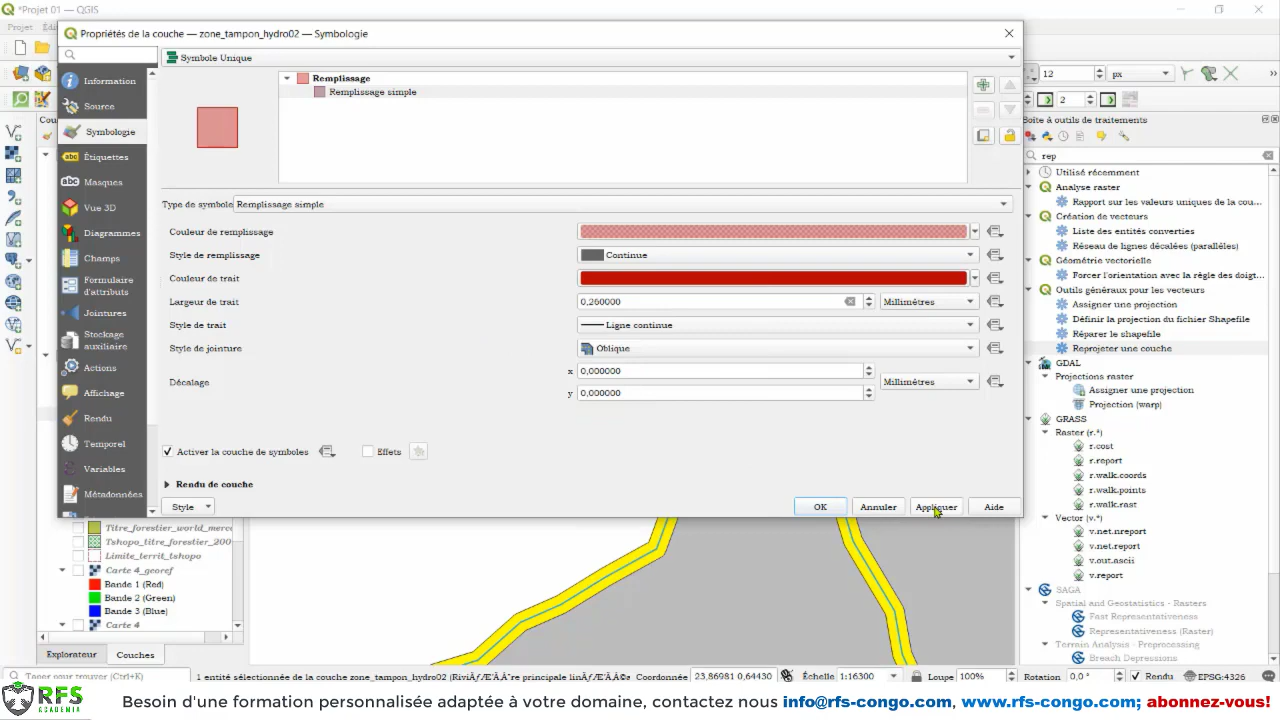 *Projet 01 — QGIS
Projet Édi
Propriétés de la couche — zone_tampon_hydro02 — Symbologie
Information
Source
Symbologie
Étiquettes
Masques
Vue 3D
Diagrammes
Champs
Formulaire
d'attributs
Jointures
Stockage
auxiliaire
Actions
Affichage
Rendu
Temporel
Variables
Métadonnées
Symbole Unique
Remplissage
Remplissage simple
Type de symbole Remplissage simple
Couleur de remplissage
Style de remplissage Continue
Couleur de trait
Largeur de trait 0,260000 Millimètres
Style de trait Ligne continue
Style de jointure Oblique
x 0,000000
Décalage Millimètres
y 0,000000
Activer la couche de symboles Effets
Rendu de couche
Style OK Annuler Appliquer Aide
12 px
2
Boîte à outils de traitements
rep
Utilisé récemment
Analyse raster
Rapport sur les valeurs uniques de la cou...
Création de vecteurs
Liste des entités converties
Réseau de lignes décalées (parallèles)
Géométrie vectorielle
Forcer l'orientation avec la règle des doigt...
Outils généraux pour les vecteurs
Assigner une projection
Définir la projection du fichier Shapefile
Réparer le shapefile
Reprojeter une couche
GDAL
Projections raster
Assigner une projection
Projection (warp)
GRASS
Raster (r.*)
r.cost
r.report
r.walk.coords
r.walk.points
r.walk.rast
Vector (v.*)
v.net.nreport
v.net.report
v.out.ascii
v.report
SAGA
Spatial and Geostatistics - Rasters
Fast Representativeness
Representativeness (Raster)
Terrain Analysis - Preprocessing
Breach Depressions
Cou
Titre_forestier_world_merc
Tshopo_titre_forestier_200
Limite_territ_tshopo
Carte 4_georef
Bande 1 (Red)
Bande 2 (Green)
Bande 3 (Blue)
Carte 4
Explorateur Couches
Taper pour trouver (Ctrl+K)
1 entité sélectionnée de la couche zone_tampon_hydro02
Coordonnée
Échelle 1:16300 Loupe 100% Rotation 0,0 ° Rendu EPSG:4326
RFS
ACADEMIA
Besoin d'une formation personnalisée adaptée à votre domaine, contactez nous info@rfs-congo.com, www.rfs-congo.com; abonnez-vous!